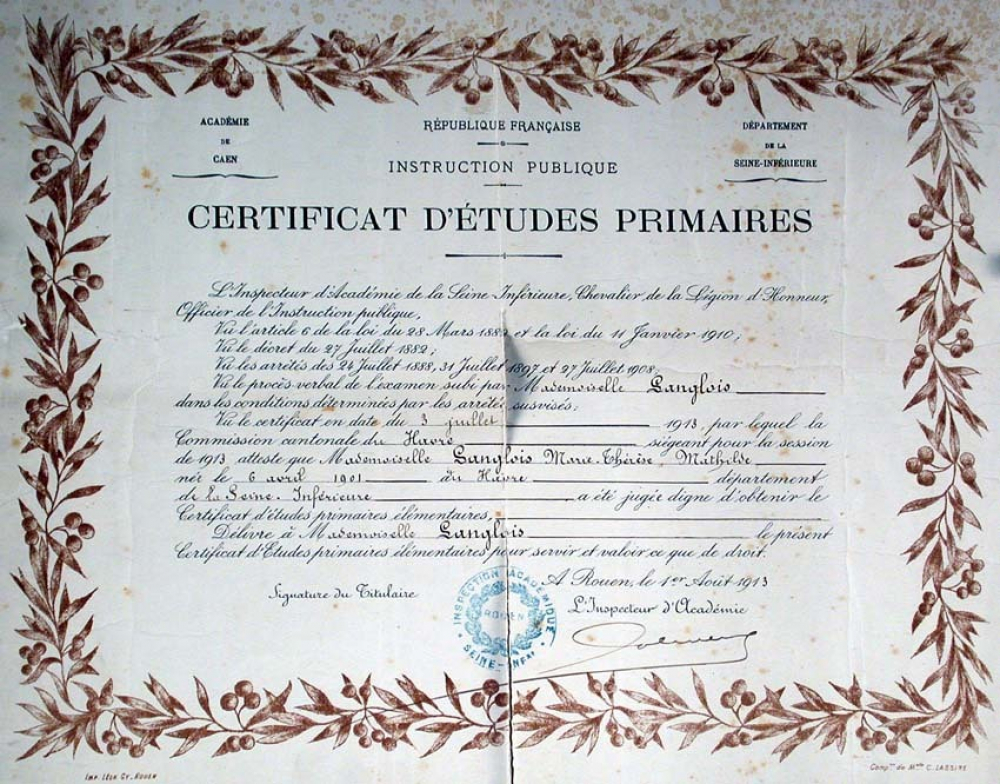 ACADÉMIE
DE
CAEN
RÉPUBLIQUE FRANÇAISE
INSTRUCTION PUBLIQUE
DÉPARTEMENT
DE LA
SEINE-INFÉRIEURE
CERTIFICAT D'ÉTUDES PRIMAIRES
L'Inspecteur d'Académie de la Seine-Inférieure, Chevalier de la Légion d'Honneur,
Officier de l'Instruction publique,
Vu l'article 6 de la loi du 28 Mars 1882 et la loi du 11 Janvier 1910;
Vu le décret du 27 Juillet 1882;
Vu les arrêtés des 24 Juillet 1888, 31 Juillet 1897 et 27 Juillet 1908;
Vu le procès-verbal de l'examen subi par Mademoiselle Langlois
dans les conditions déterminées par les arrêtés susvisés;
Vu le certificat en date du 3 juillet 1913, par lequel la
Commission cantonale du Havre siégeant pour la session
de 1913, atteste que Mademoiselle Langlois Marie-Thérèse, Mathilde
née le 6 avril 1901 au Havre département
de la Seine-Inférieure a été jugée digne d'obtenir le
Certificat d'études primaires élémentaires,
Délivre à Mademoiselle Langlois le présent
Certificat d'Etudes primaires élémentaires pour servir et valoir ce que de droit.
A Rouen, le 1er Août 1913
Signature du Titulaire
L'Inspecteur d'Académie
INSPECTION ACADÉMIQUE
ROUEN
SEINE-INFRE
Imp. Léon Gy. Rouen